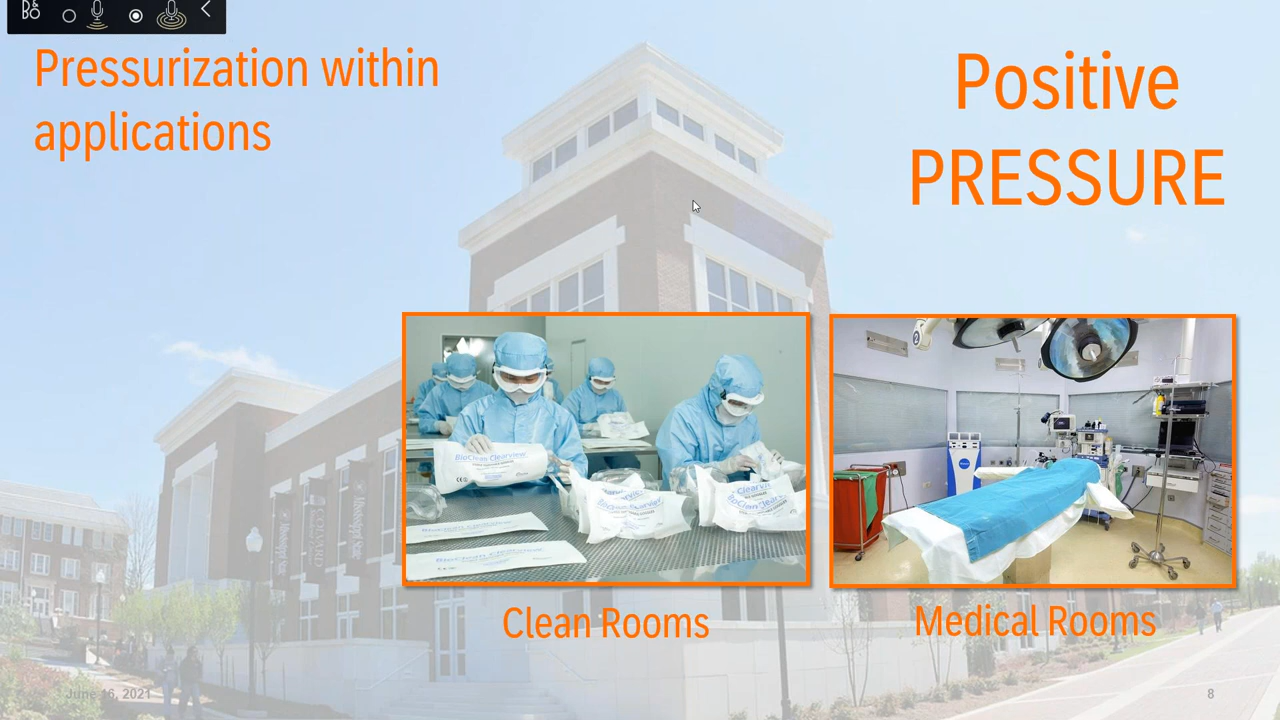 B&O
Pressurization within
applications
Positive
PRESSURE
BioClean Clearview
Clean Rooms
Medical Rooms
June 16, 2021
8